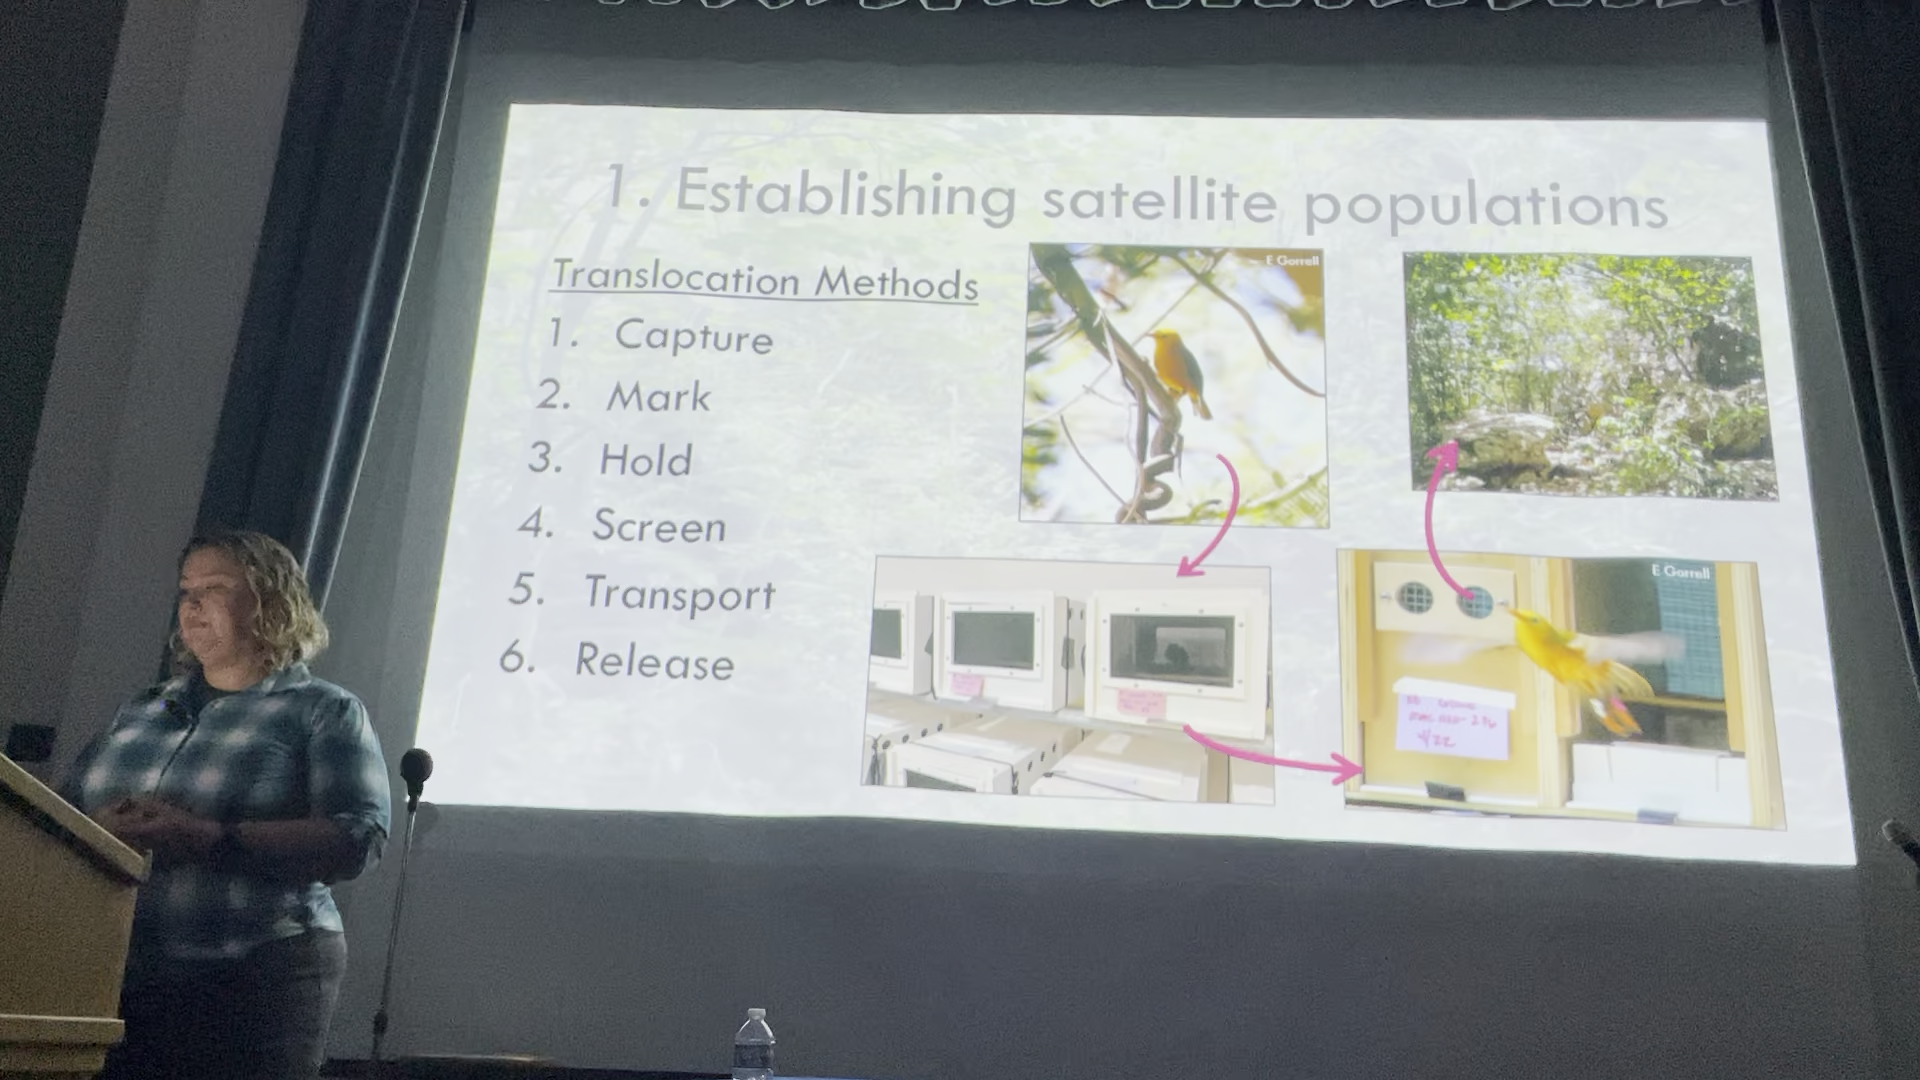 1. Establishing satellite populations
Translocation Methods
1. Capture
2. Mark
3. Hold
4. Screen
5. Transport
6. Release
E Gorrell
E Gorrell